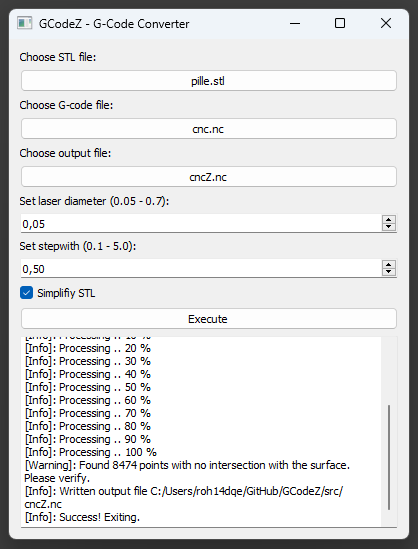 GCodeZ - G-Code Converter
Choose STL file:
pille.stl
Choose G-code file:
cnc.nc
Choose output file:
cncZ.nc
Set laser diameter (0.05 - 0.7):
0,05
Set stepwith (0.1 - 5.0):
0,50
Simplifiy STL
Execute
[Info]: Processing .. 10 %
[Info]: Processing .. 20 %
[Info]: Processing .. 30 %
[Info]: Processing .. 40 %
[Info]: Processing .. 50 %
[Info]: Processing .. 60 %
[Info]: Processing .. 70 %
[Info]: Processing .. 80 %
[Info]: Processing .. 90 %
[Info]: Processing .. 100 %
[Warning]: Found 8474 points with no intersection with the surface.
Please verify.
[Info]: Written output file C:/Users/roh14dqe/GitHub/GCodeZ/src/
cncZ.nc
[Info]: Success! Exiting.